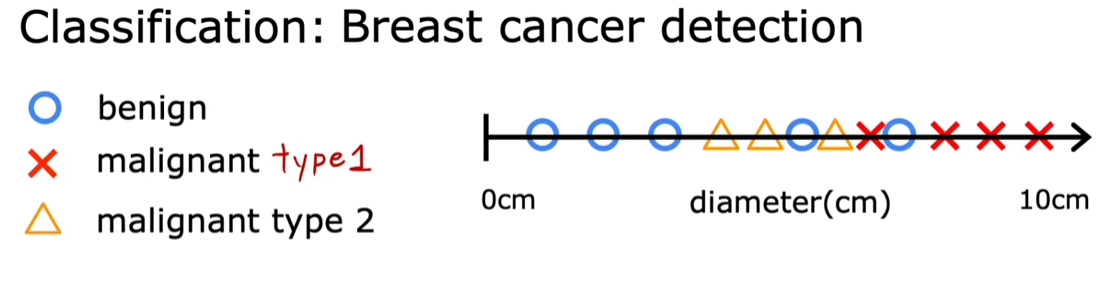 Classification: Breast cancer detection
benign
malignant type1
malignant type 2
0cm diameter(cm) 10cm